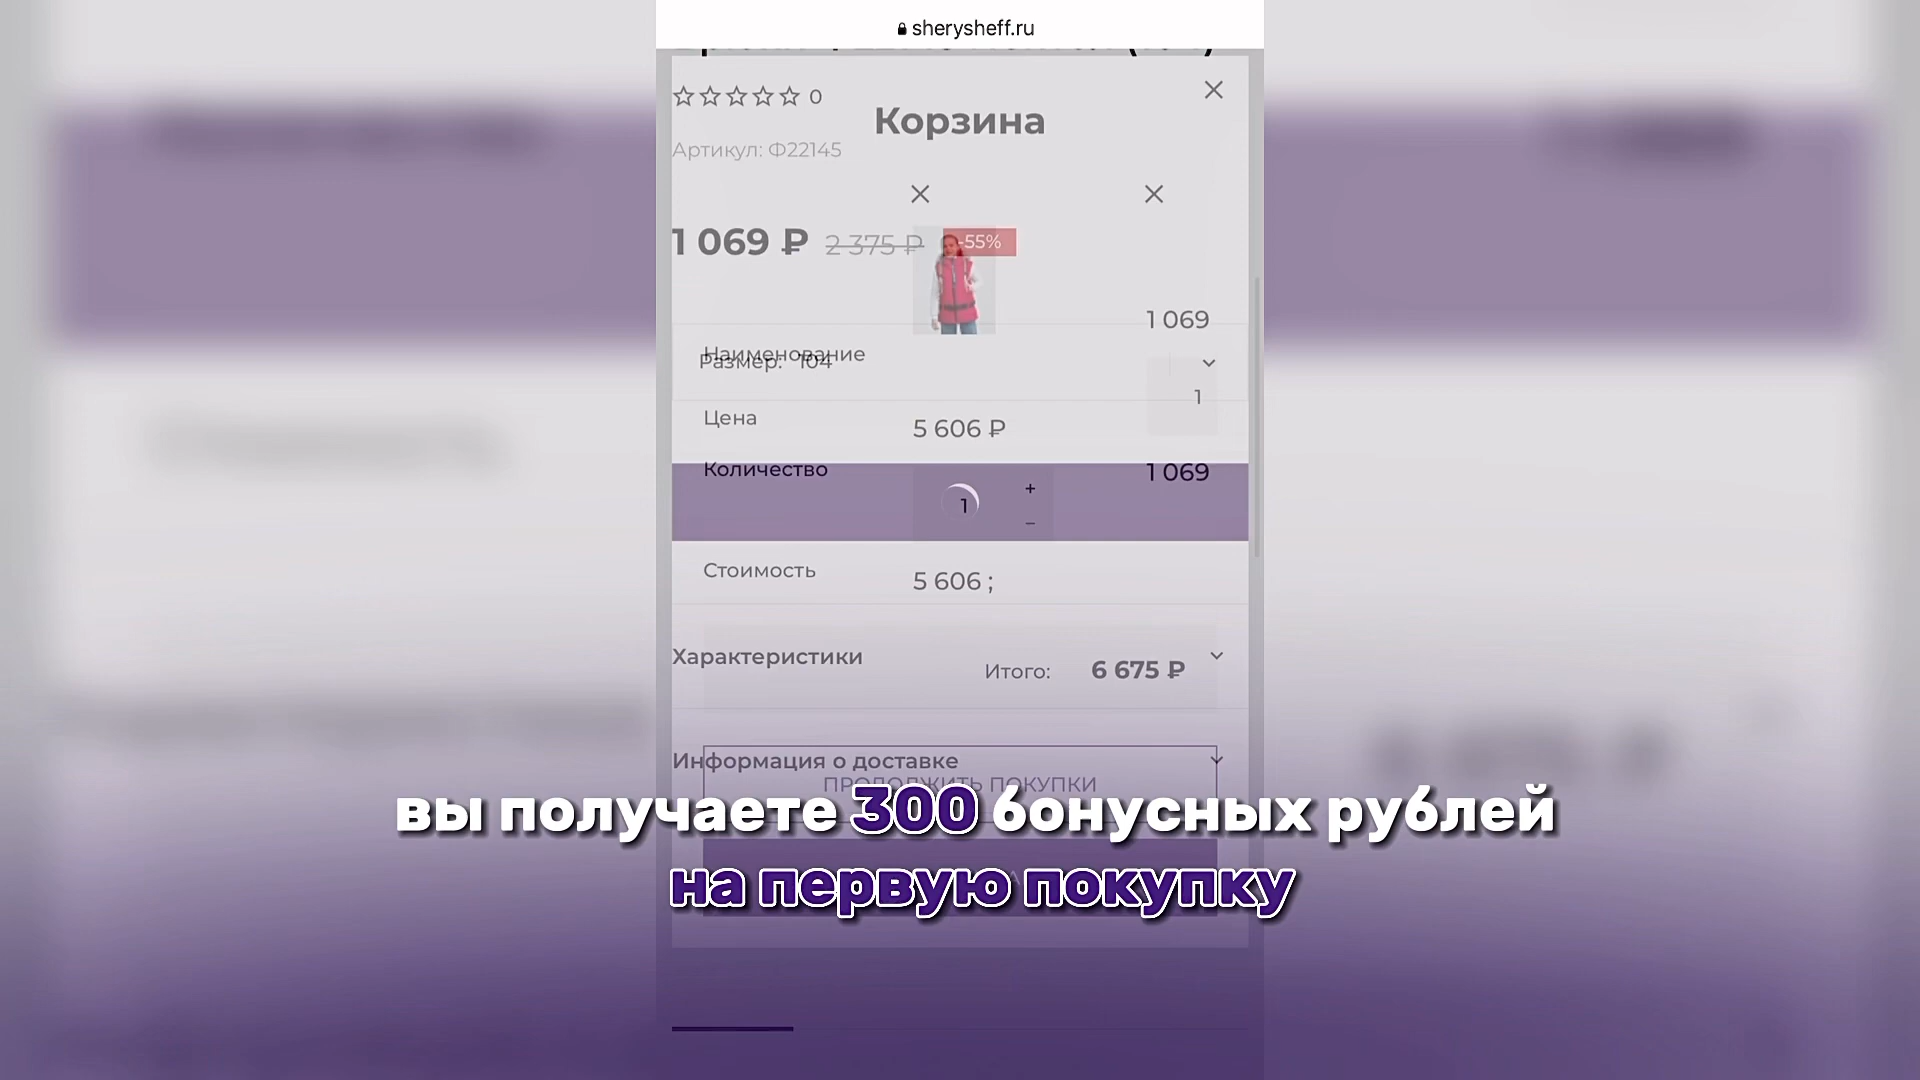 sherysheff.ru
0
Корзина
Артикул: Ф22145
1 069 ₽ 2 375 ₽ -55%
1 069
Наименование
Размер: 104
1
Цена
5 606 ₽
Количество
1 069
1
+
−
Стоимость
5 606 ;
Характеристики
Итого: 6 675 ₽
Информация о доставке
ПРОДОЛЖИТЬ ПОКУПКИ
вы получаете 300 бонусных рублей
на первую покупку